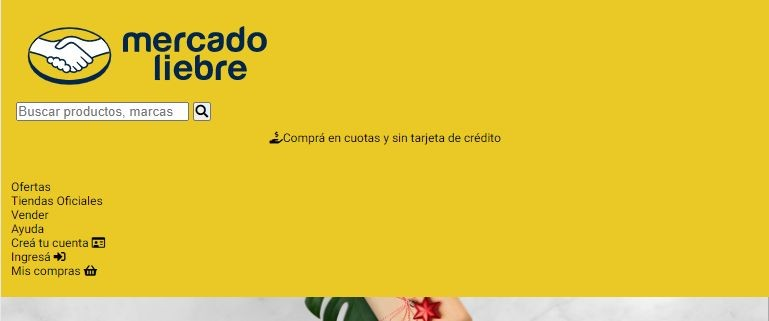 mercado
liebre
Buscar productos, marcas
Comprá en cuotas y sin tarjeta de crédito
Ofertas
Tiendas Oficiales
Vender
Ayuda
Creá tu cuenta
Ingresá
Mis compras